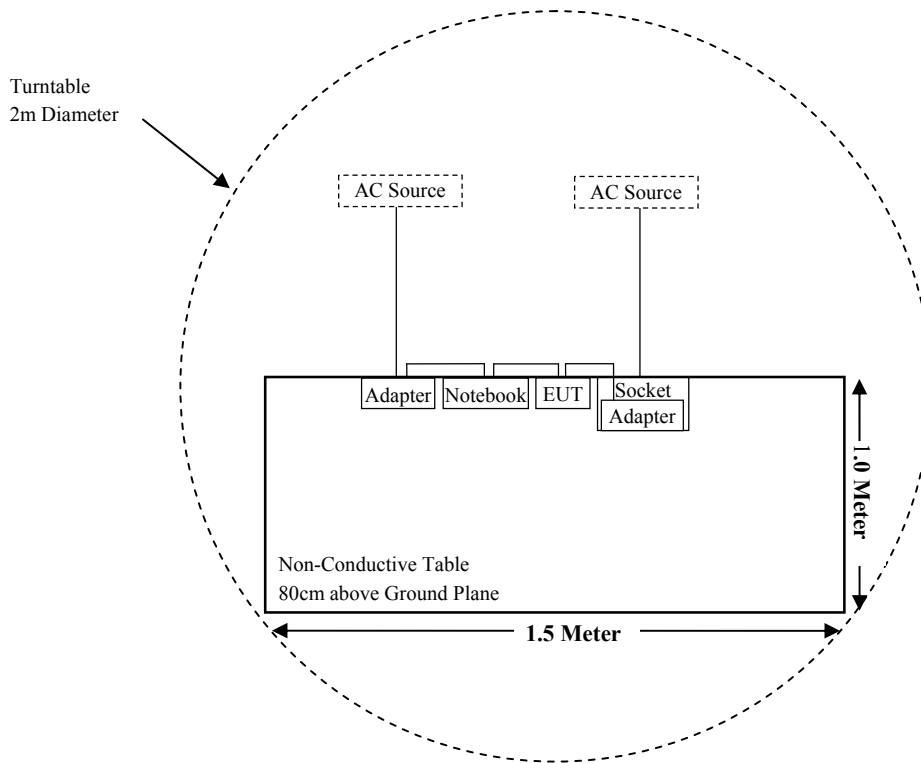 Turntable
2m Diameter
AC Source
AC Source
Adapter
Notebook
EUT
Socket
Adapter
1.0 Meter
Non-Conductive Table
80cm above Ground Plane
1.5 Meter